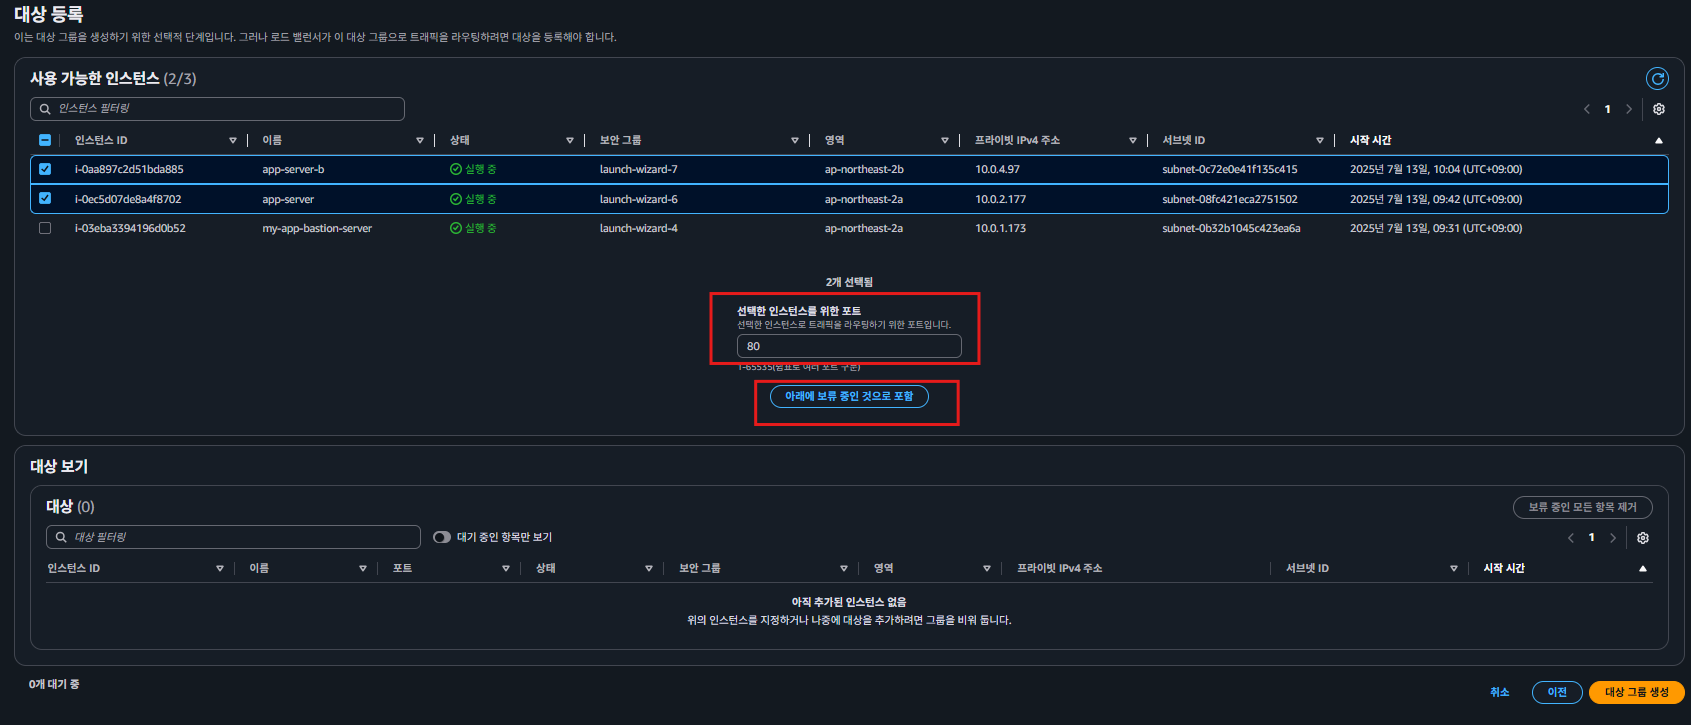 대상 등록
이는 대상 그룹을 생성하기 위한 선택적 단계입니다. 그러나 로드 밸런서가 이 대상 그룹으로 트래픽을 라우팅하려면 대상을 등록해야 합니다.
사용 가능한 인스턴스 (2/3)
인스턴스 필터링
1
인스턴스 ID 이름 상태 보안 그룹 영역 프라이빗 IPv4 주소 서브넷 ID 시작 시간
i-0aa897c2d51bda885 app-server-b 실행 중 launch-wizard-7 ap-northeast-2b 10.0.4.97 subnet-0c72e0e41f135c415 2025년 7월 13일, 10:04 (UTC+09:00)
i-0ec5d07de8a4f8702 app-server 실행 중 launch-wizard-6 ap-northeast-2a 10.0.2.177 subnet-08fc421eca2751502 2025년 7월 13일, 09:42 (UTC+09:00)
i-03eba3394196d0b52 my-app-bastion-server 실행 중 launch-wizard-4 ap-northeast-2a 10.0.1.173 subnet-0b32b1045c423ea6a 2025년 7월 13일, 09:31 (UTC+09:00)
2개 선택됨
선택한 인스턴스를 위한 포트
선택한 인스턴스로 트래픽을 라우팅하기 위한 포트입니다.
80
1-65535(쉼표로 여러 포트 구분)
아래에 보류 중인 것으로 포함
대상 보기
대상 (0)
보류 중인 모든 항목 제거
대상 필터링
대기 중인 항목만 보기
1
인스턴스 ID 이름 포트 상태 보안 그룹 영역 프라이빗 IPv4 주소 서브넷 ID 시작 시간
아직 추가된 인스턴스 없음
위의 인스턴스를 지정하거나 나중에 대상을 추가하려면 그룹을 비워 둡니다.
0개 대기 중
취소
이전
대상 그룹 생성